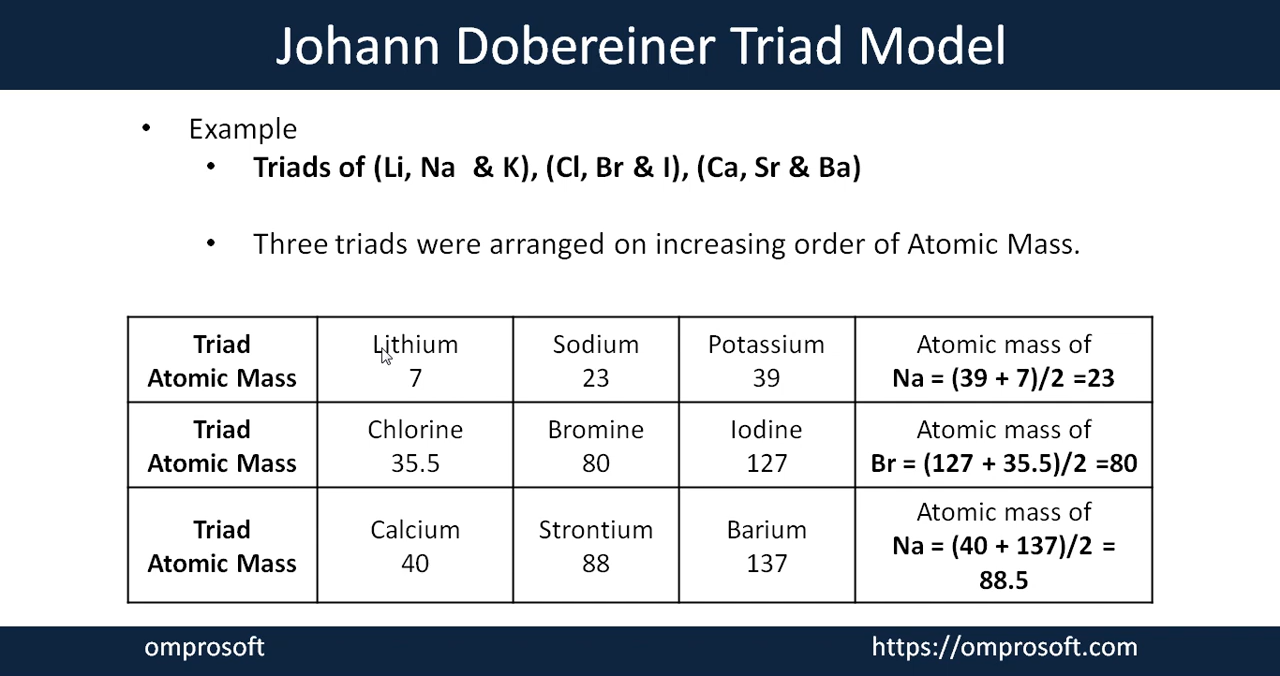 Johann Dobereiner Triad Model
• Example
• Triads of (Li, Na & K), (Cl, Br & I), (Ca, Sr & Ba)
• Three triads were arranged on increasing order of Atomic Mass.
Triad
Atomic Mass
Lithium
7
Sodium
23
Potassium
39
Atomic mass of
Na = (39 + 7)/2 =23
Triad
Atomic Mass
Chlorine
35.5
Bromine
80
Iodine
127
Atomic mass of
Br = (127 + 35.5)/2 =80
Triad
Atomic Mass
Calcium
40
Strontium
88
Barium
137
Atomic mass of
Na = (40 + 137)/2 =
88.5
omprosoft
https://omprosoft.com